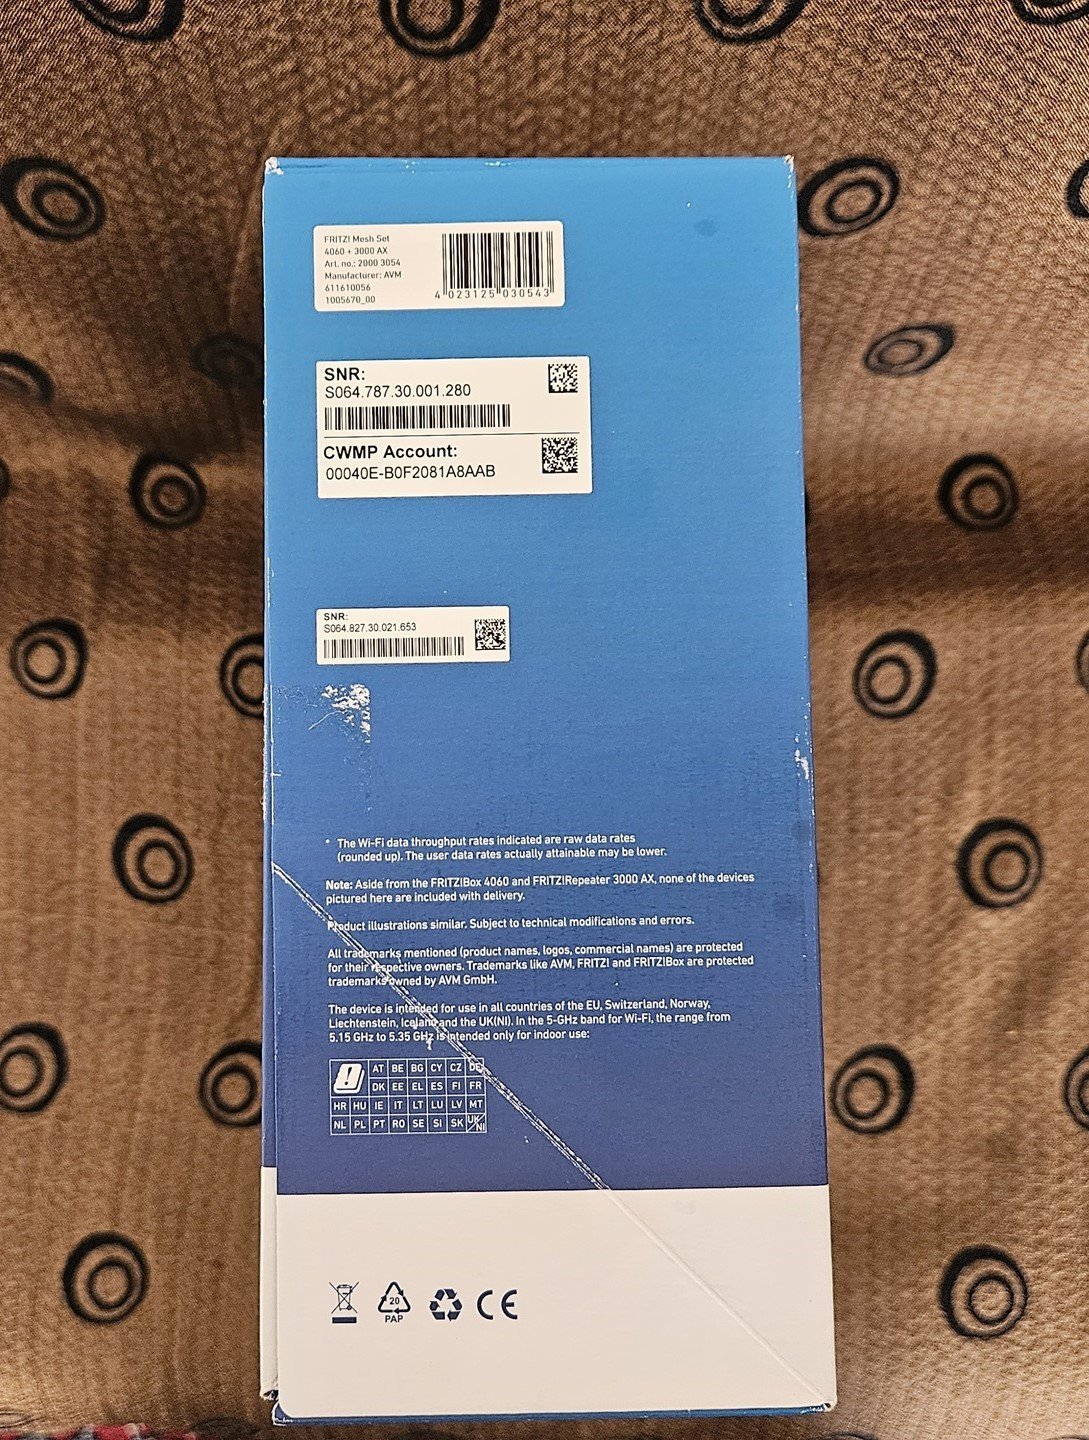 FRITZ! Mesh Set
4060 + 3000 AX
Art. no.: 2000 3054
Manufacturer: AVM
611610056
1005670_00
4 023125 030543
SNR:
S064.787.30.001.280
CWMP Account:
00040E-B0F2081A8AAB
SNR:
S064.827.30.021.653
* The Wi-Fi data throughput rates indicated are raw data rates
(rounded up). The user data rates actually attainable may be lower.
Note: Aside from the FRITZ!Box 4060 and FRITZ!Repeater 3000 AX, none of the devices
pictured here are included with delivery.
Product illustrations similar. Subject to technical modifications and errors.
All trademarks mentioned (product names, logos, commercial names) are protected
for their respective owners. Trademarks like AVM, FRITZ! and FRITZ!Box are protected
trademarks owned by AVM GmbH.
The device is intended for use in all countries of the EU, Switzerland, Norway,
Liechtenstein, Iceland and the UK(NI). In the 5-GHz band for Wi-Fi, the range from
5.15 GHz to 5.35 GHz is intended only for indoor use:
! AT BE BG CY CZ DE
DK EE EL ES FI FR
HR HU IE IT LT LU LV MT
NL PL PT RO SE SI SK UK/NI
20
PAP
CE